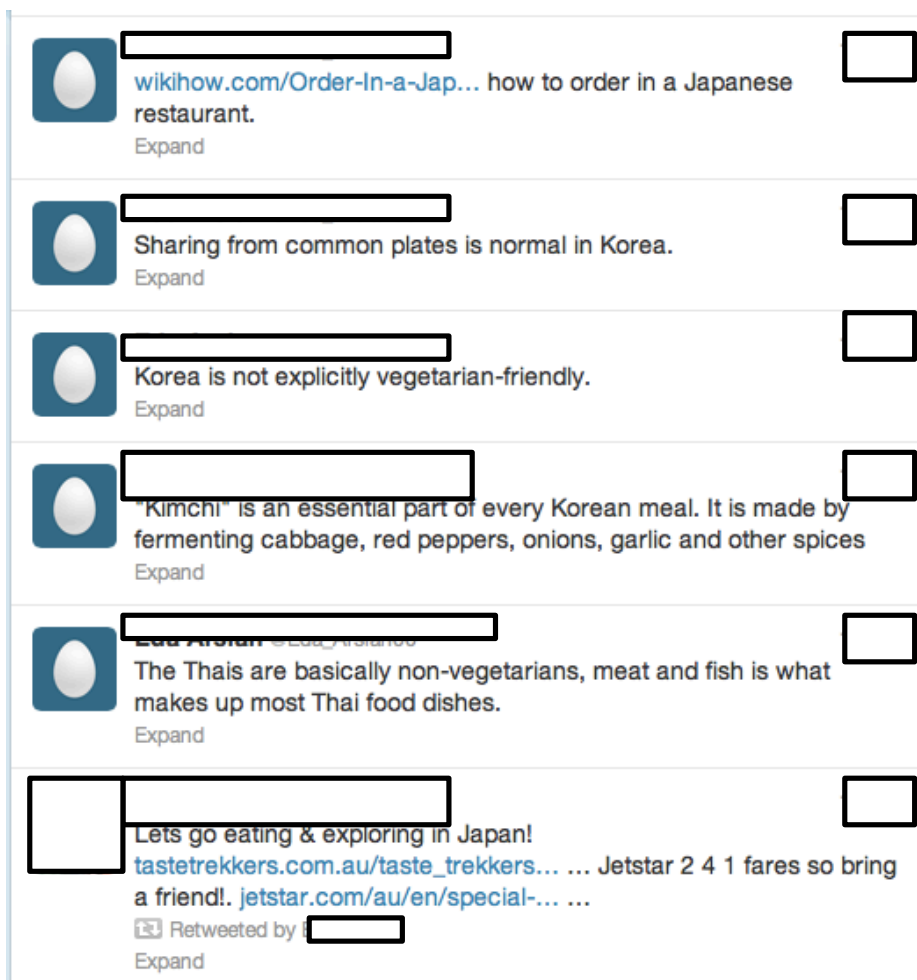 wikihow.com/Order-In-a-Jap... how to order in a Japanese
restaurant.
Expand
Sharing from common plates is normal in Korea.
Expand
Korea is not explicitly vegetarian-friendly.
Expand
"Kimchi" is an essential part of every Korean meal. It is made by
fermenting cabbage, red peppers, onions, garlic and other spices
Expand
The Thais are basically non-vegetarians, meat and fish is what
makes up most Thai food dishes.
Expand
Lets go eating & exploring in Japan!
tastetrekkers.com.au/taste_trekkers... ... Jetstar 2 4 1 fares so bring
a friend!. jetstar.com/au/en/special-... ...
Retweeted by
Expand